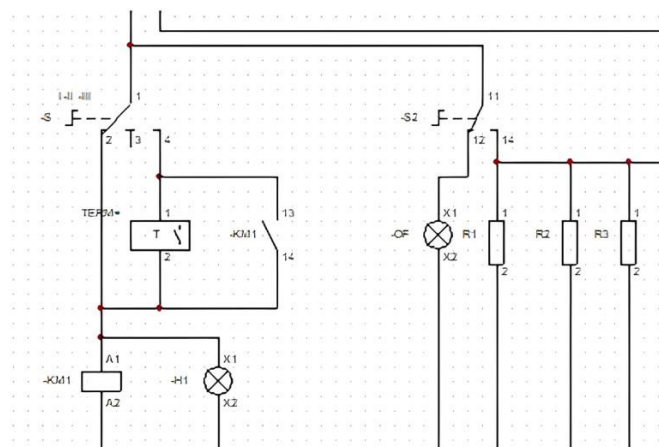 I -II -III
1
11
-S
-S2
2 3 4
12 14
TERM
1
13
T
-KM1
2
14
X1
-OF
X2
R1
1
2
R2
1
2
R3
1
2
A1
-KM1
A2
X1
-H1
X2